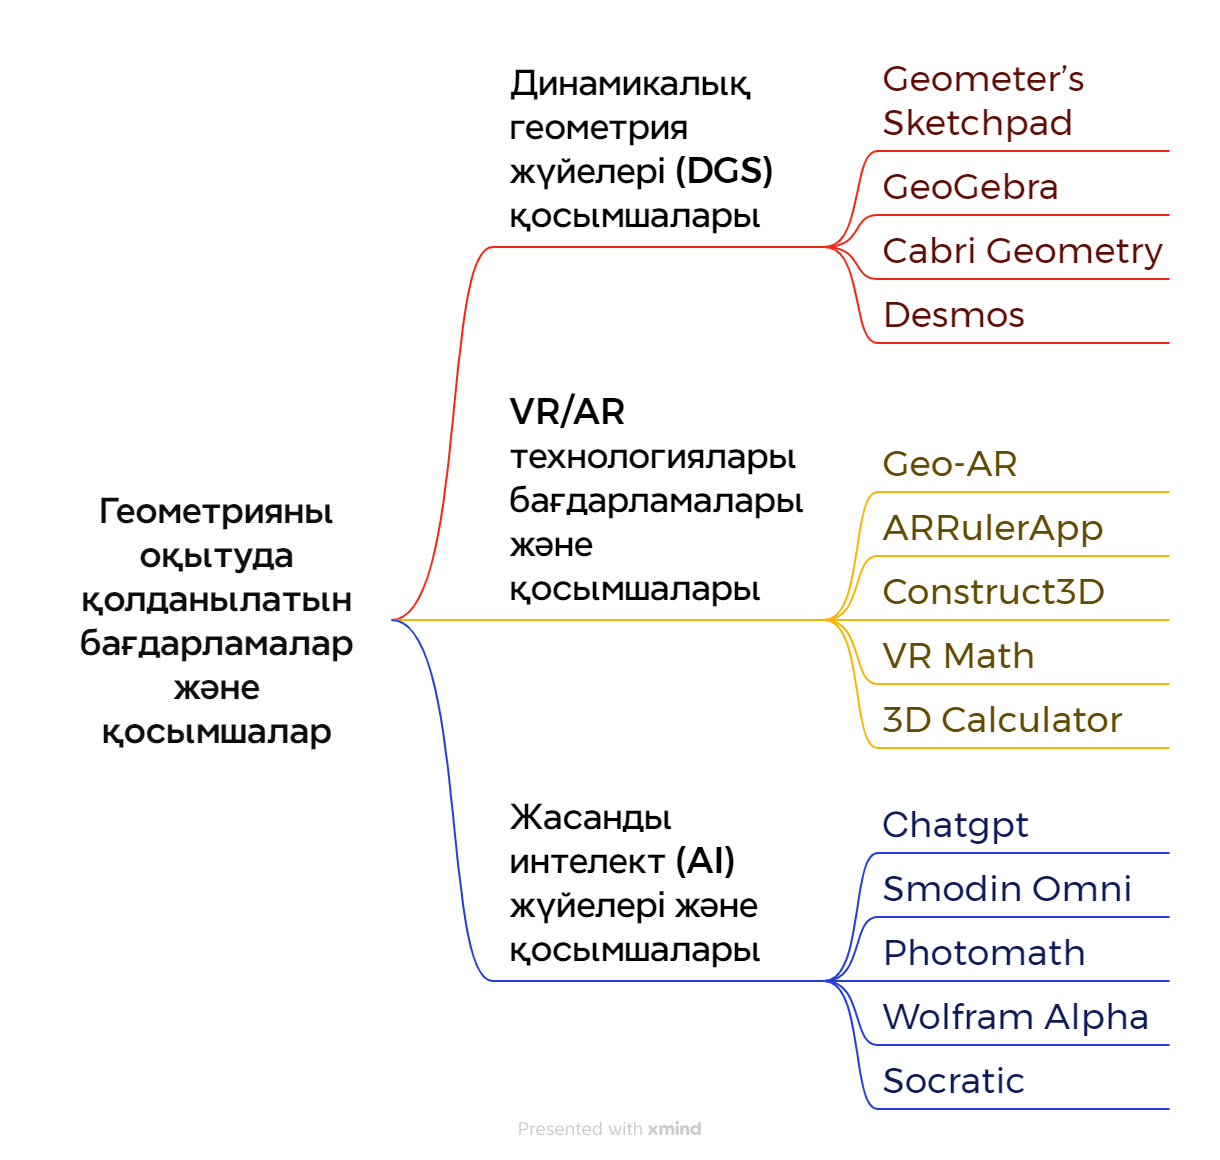 Геометрияны
оқытуда
қолданылатын
бағдарламалар
және
қосымшалар
Динамикалық
геометрия
жүйелері (DGS)
қосымшалары
Geometer’s
Sketchpad
GeoGebra
Cabri Geometry
Desmos
VR/AR
технологиялары
бағдарламалары
және
қосымшалары
Geo-AR
ARRulerApp
Construct3D
VR Math
3D Calculator
Жасанды
интелект (AI)
жүйелері және
қосымшалары
Chatgpt
Smodin Omni
Photomath
Wolfram Alpha
Socratic
Presented with xmind